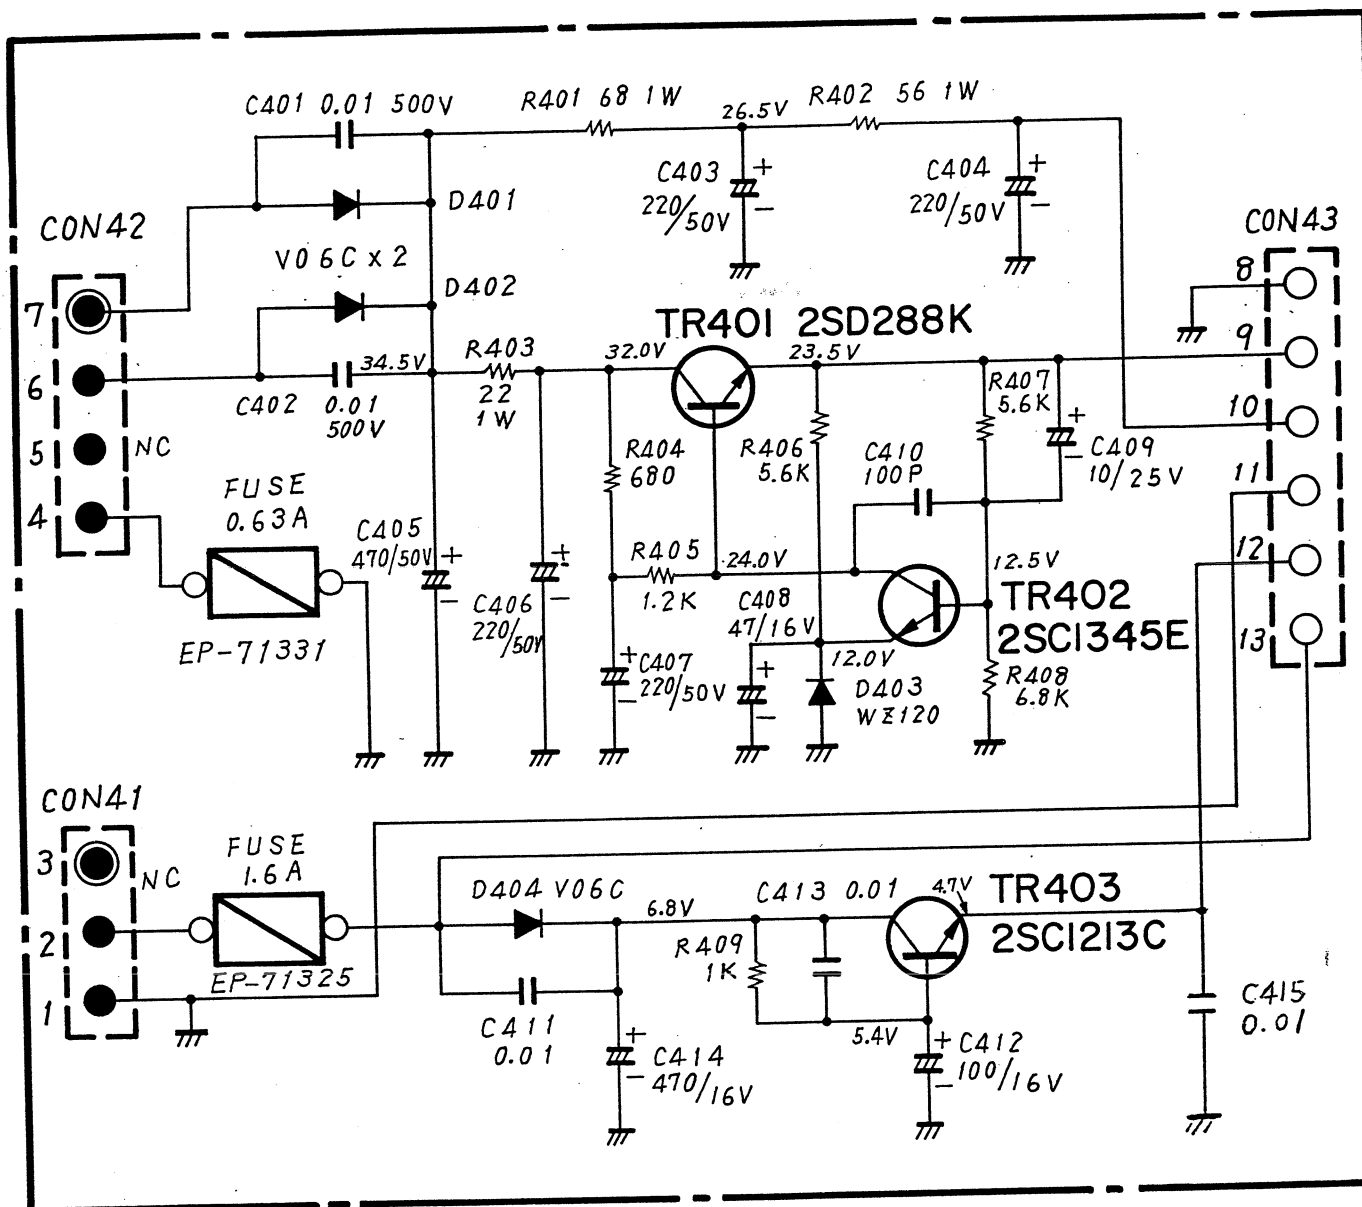 C401 0.01 500V
R401 68 1W
26.5V
R402 56 1W
C403
220/50V
+
-
C404
220/50V
+
-
D401
V06C x 2
D402
CON42
7
6
5
4
NC
C402
0.01
500V
34.5V
R403
22
1W
32.0V
TR401 2SD288K
23.5V
CON43
8
9
10
11
12
13
R404
680
R406
5.6K
R407
5.6K
C410
100P
+
-
C409
10/25V
FUSE
0.63A
EP-71331
C405
470/50V
+
-
C406
220/50V
+
-
R405
1.2K
24.0V
C407
220/50V
+
-
C408
47/16V
+
-
12.0V
D403
WZ120
12.5V
TR402
2SC1345E
R408
6.8K
CON41
3
2
1
NC
FUSE
1.6A
EP-71325
D404 V06C
6.8V
C411
0.01
C414
470/16V
+
-
R409
1K
C413 0.01
4.7V
TR403
2SC1213C
5.4V
+
-
C412
100/16V
C415
0.01